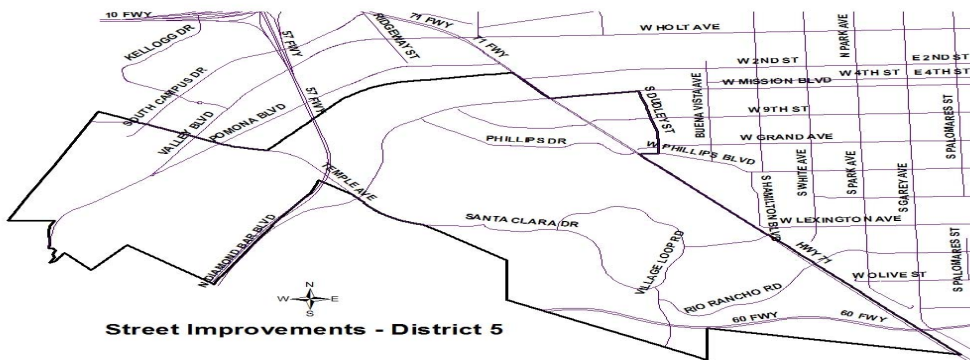 10 FWY
71 FWY
71 FWY
57 FWY
57 FWY
RIDGEWAY ST
KELLOGG DR
SOUTH CAMPUS DR
VALLEY BLVD
POMONA BLVD
W HOLT AVE
N PARK AVE
W 2ND ST
E 2ND ST
W 4TH ST
E 4TH ST
W MISSION BLVD
S DUDLEY ST
BUENA VISTA AVE
W 9TH ST
W GRAND AVE
PHILLIPS DR
W PHILLIPS BLVD
S PALOMARES ST
TEMPLE AVE
S HAMILTON BLVD
S WHITE AVE
S PARK AVE
S GAREY AVE
N DIAMOND BAR BLVD
SANTA CLARA DR
W LEXINGTON AVE
VILLAGE LOOP RD
HWY 71
S PALOMARES ST
W OLIVE ST
RIO RANCHO RD
60 FWY
60 FWY
N
W E
S
Street Improvements - District 5